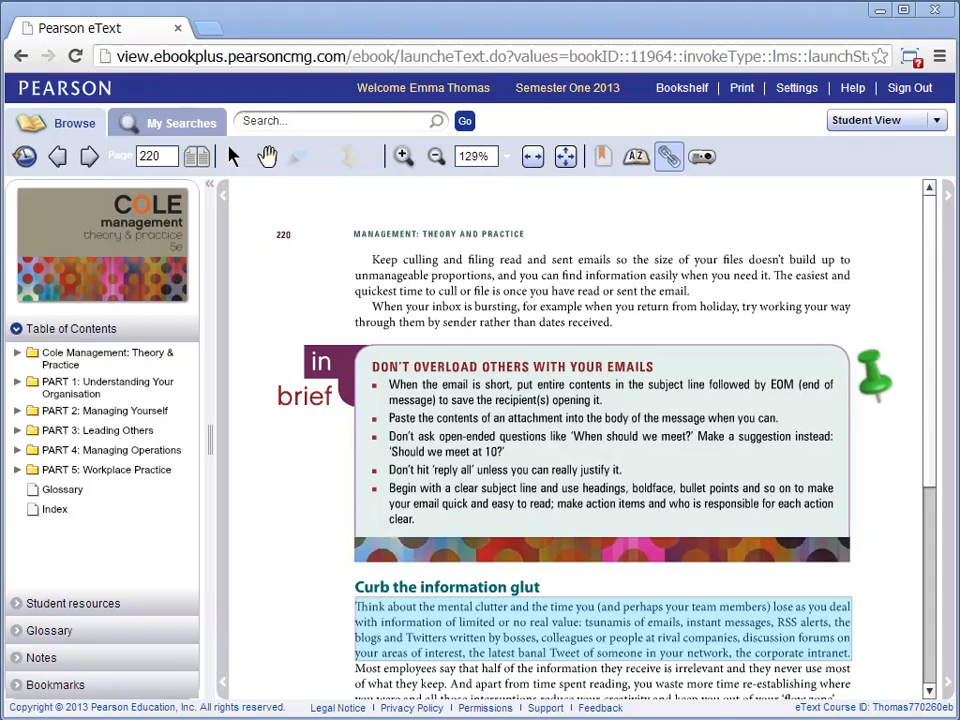 Pearson eText
view.ebookplus.pearsoncmg.com/ebook/launcheText.do?values=bookID::11964::invokeType::lms::launchSt
PEARSON
Welcome Emma Thomas
Semester One 2013
Bookshelf | Print | Settings | Help | Sign Out
Browse
My Searches
Search...
Go
Student View
Page 220
129%
A Z
COLE
management
theory & practice
5e
Table of Contents
Cole Management: Theory &
Practice
PART 1: Understanding Your
Organisation
PART 2: Managing Yourself
PART 3: Leading Others
PART 4: Managing Operations
PART 5: Workplace Practice
Glossary
Index
Student resources
Glossary
Notes
Bookmarks
220 MANAGEMENT: THEORY AND PRACTICE
Keep culling and filing read and sent emails so the size of your files doesn't build up to
unmanageable proportions, and you can find information easily when you need it. The easiest and
quickest time to cull or file is once you have read or sent the email.
When your inbox is bursting, for example when you return from holiday, try working your way
through them by sender rather than dates received.
in
brief
DON'T OVERLOAD OTHERS WITH YOUR EMAILS
▪ When the email is short, put entire contents in the subject line followed by EOM (end of
message) to save the recipient(s) opening it.
▪ Paste the contents of an attachment into the body of the message when you can.
▪ Don't ask open-ended questions like 'When should we meet?' Make a suggestion instead:
'Should we meet at 10?'
▪ Don't hit 'reply all' unless you can really justify it.
▪ Begin with a clear subject line and use headings, boldface, bullet points and so on to make
your email quick and easy to read; make action items and who is responsible for each action
clear.
Curb the information glut
Think about the mental clutter and the time you (and perhaps your team members) lose as you deal
with information of limited or no real value: tsunamis of emails, instant messages, RSS alerts, the
blogs and Twitters written by bosses, colleagues or people at rival companies, discussion forums on
your areas of interest, the latest banal Tweet of someone in your network, the corporate intranet.
Most employees say that half of the information they receive is irrelevant and they never use most
of what they keep. And apart from time spent reading, you waste more time re-establishing where
you were and all those interruptions reduce your creativity and keep you out of your 'flow zone'.
Copyright © 2013 Pearson Education, Inc. All rights reserved.
Legal Notice | Privacy Policy | Permissions | Support | Feedback
eText Course ID: Thomas770260eb